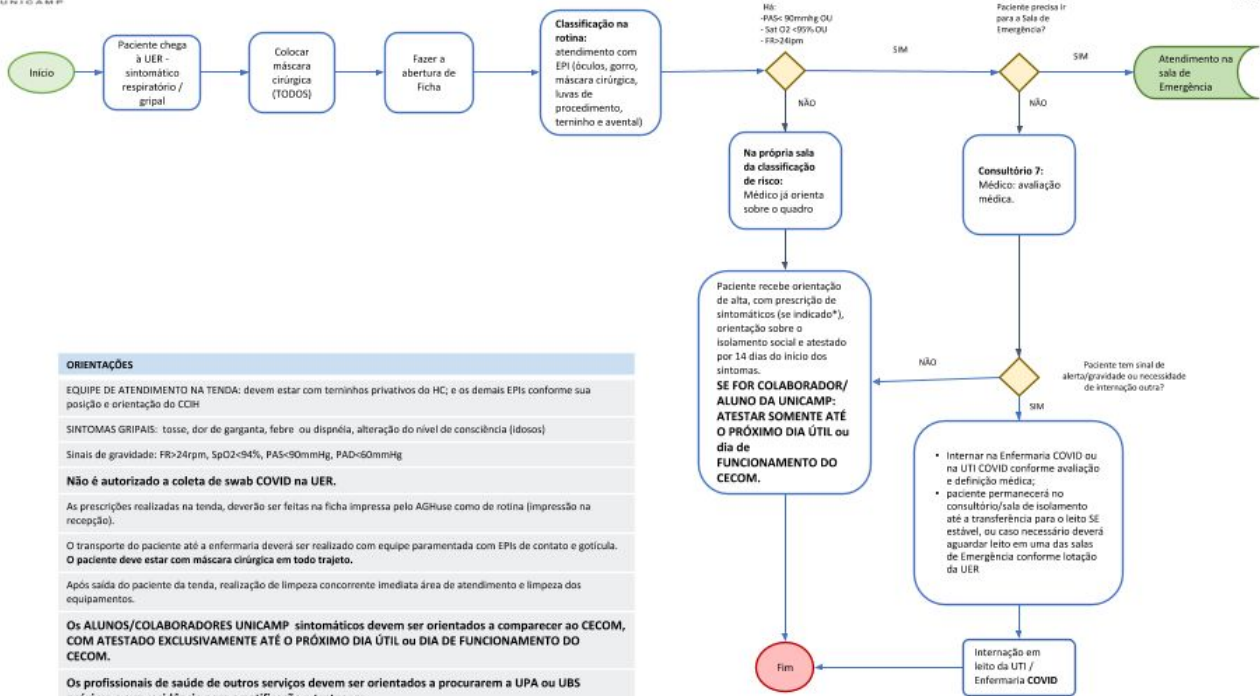 UNICAMP
Início
Paciente chega
à UER -
sintomático
respiratório /
gripal
Colocar
máscara
cirúrgica
(TODOS)
Fazer a
abertura de
Ficha
Classificação na
rotina:
atendimento com
EPI (óculos, gorro,
máscara cirúrgica,
luvas de
procedimento,
terninho e avental)
Há:
-PAS< 90mmhg OU
- Sat O2 <95% OU
- FR>24ipm
SIM
NÃO
Paciente precisa ir
para a Sala de
Emergência?
SIM
NÃO
Atendimento na
sala de
Emergência
Na própria sala
da classificação
de risco:
Médico já orienta
sobre o quadro
Consultório 7:
Médico: avaliação
médica.
Paciente recebe orientação
de alta, com prescrição de
sintomáticos (se indicado*),
orientação sobre o
isolamento social e atestado
por 14 dias do início dos
sintomas.
SE FOR COLABORADOR/
ALUNO DA UNICAMP:
ATESTAR SOMENTE ATÉ
O PRÓXIMO DIA ÚTIL ou
dia de
FUNCIONAMENTO DO
CECOM.
NÃO
Paciente tem sinal de
alerta/gravidade ou necessidade
de internação outra?
SIM
• Internar na Enfermaria COVID ou
na UTI COVID conforme avaliação
e definição médica;
• paciente permanecerá no
consultório/sala de isolamento
até a transferência para o leito SE
estável, ou caso necessário deverá
aguardar leito em uma das salas
de Emergência conforme lotação
da UER
Internação em
leito da UTI /
Enfermaria COVID
Fim
ORIENTAÇÕES
EQUIPE DE ATENDIMENTO NA TENDA: devem estar com terninhos privativos do HC; e os demais EPIs conforme sua
posição e orientação do CCIH
SINTOMAS GRIPAIS: tosse, dor de garganta, febre ou dispnéia, alteração do nível de consciência (idosos)
Sinais de gravidade: FR>24rpm, SpO2<94%, PAS<90mmHg, PAD<60mmHg
Não é autorizado a coleta de swab COVID na UER.
As prescrições realizadas na tenda, deverão ser feitas na ficha impressa pelo AGHuse como de rotina (impressão na
recepção).
O transporte do paciente até a enfermaria deverá ser realizado com equipe paramentada com EPIs de contato e gotícula.
O paciente deve estar com máscara cirúrgica em todo trajeto.
Após saída do paciente da tenda, realização de limpeza concorrente imediata área de atendimento e limpeza dos
equipamentos.
Os ALUNOS/COLABORADORES UNICAMP sintomáticos devem ser orientados a comparecer ao CECOM,
COM ATESTADO EXCLUSIVAMENTE ATÉ O PRÓXIMO DIA ÚTIL ou DIA DE FUNCIONAMENTO DO
CECOM.
Os profissionais de saúde de outros serviços devem ser orientados a procurarem a UPA ou UBS